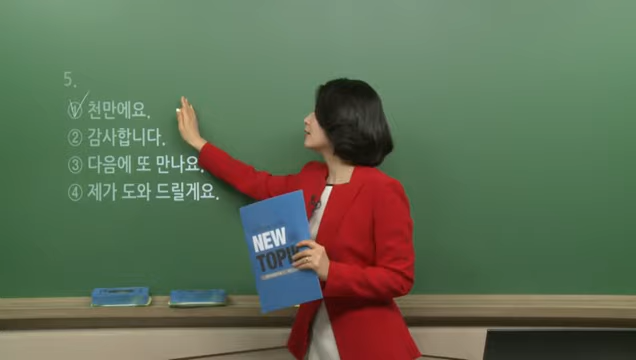 5.
① 천만에요.
② 감사합니다.
③ 다음에 또 만나요.
④ 제가 도와 드릴게요.
NEW
TOPIK